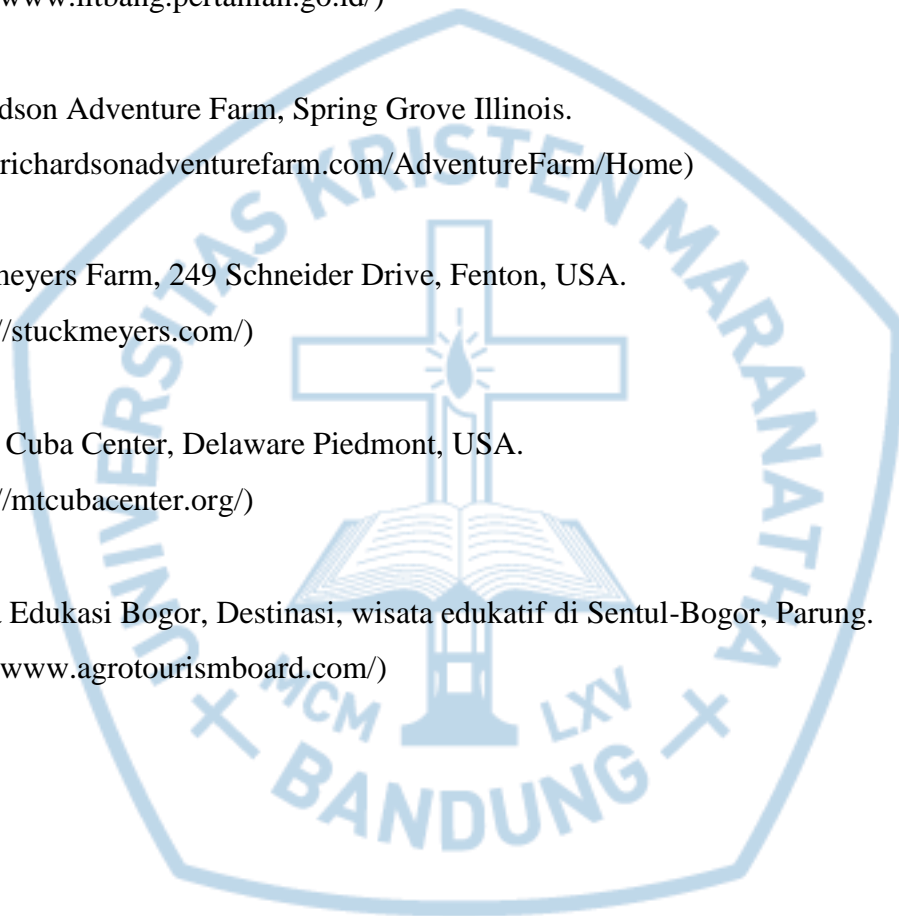 www.litbang.pertanian.go.id/)
dson Adventure Farm, Spring Grove Illinois.
richardsonadventurefarm.com/AdventureFarm/Home)
neyers Farm, 249 Schneider Drive, Fenton, USA.
//stuckmeyers.com/)
Cuba Center, Delaware Piedmont, USA.
//mtcubacenter.org/)
Edukasi Bogor, Destinasi, wisata edukatif di Sentul-Bogor, Parung.
www.agrotourismboard.com/)
UNIVERSITAS KRISTEN MARANATHA
MCM LXV
BANDUNG